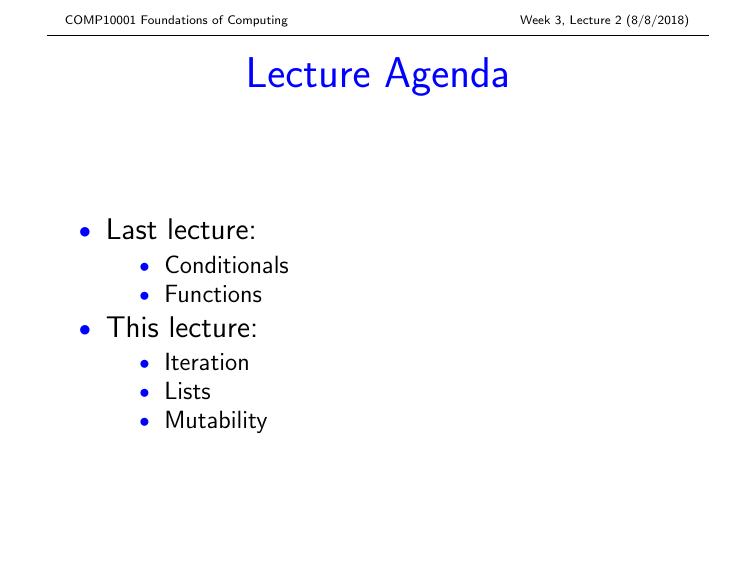 COMP10001 Foundations of Computing Week 3, Lecture 2 (8/8/2018)
Lecture Agenda
• Last lecture:
• Conditionals
• Functions
• This lecture:
• Iteration
• Lists
• Mutability